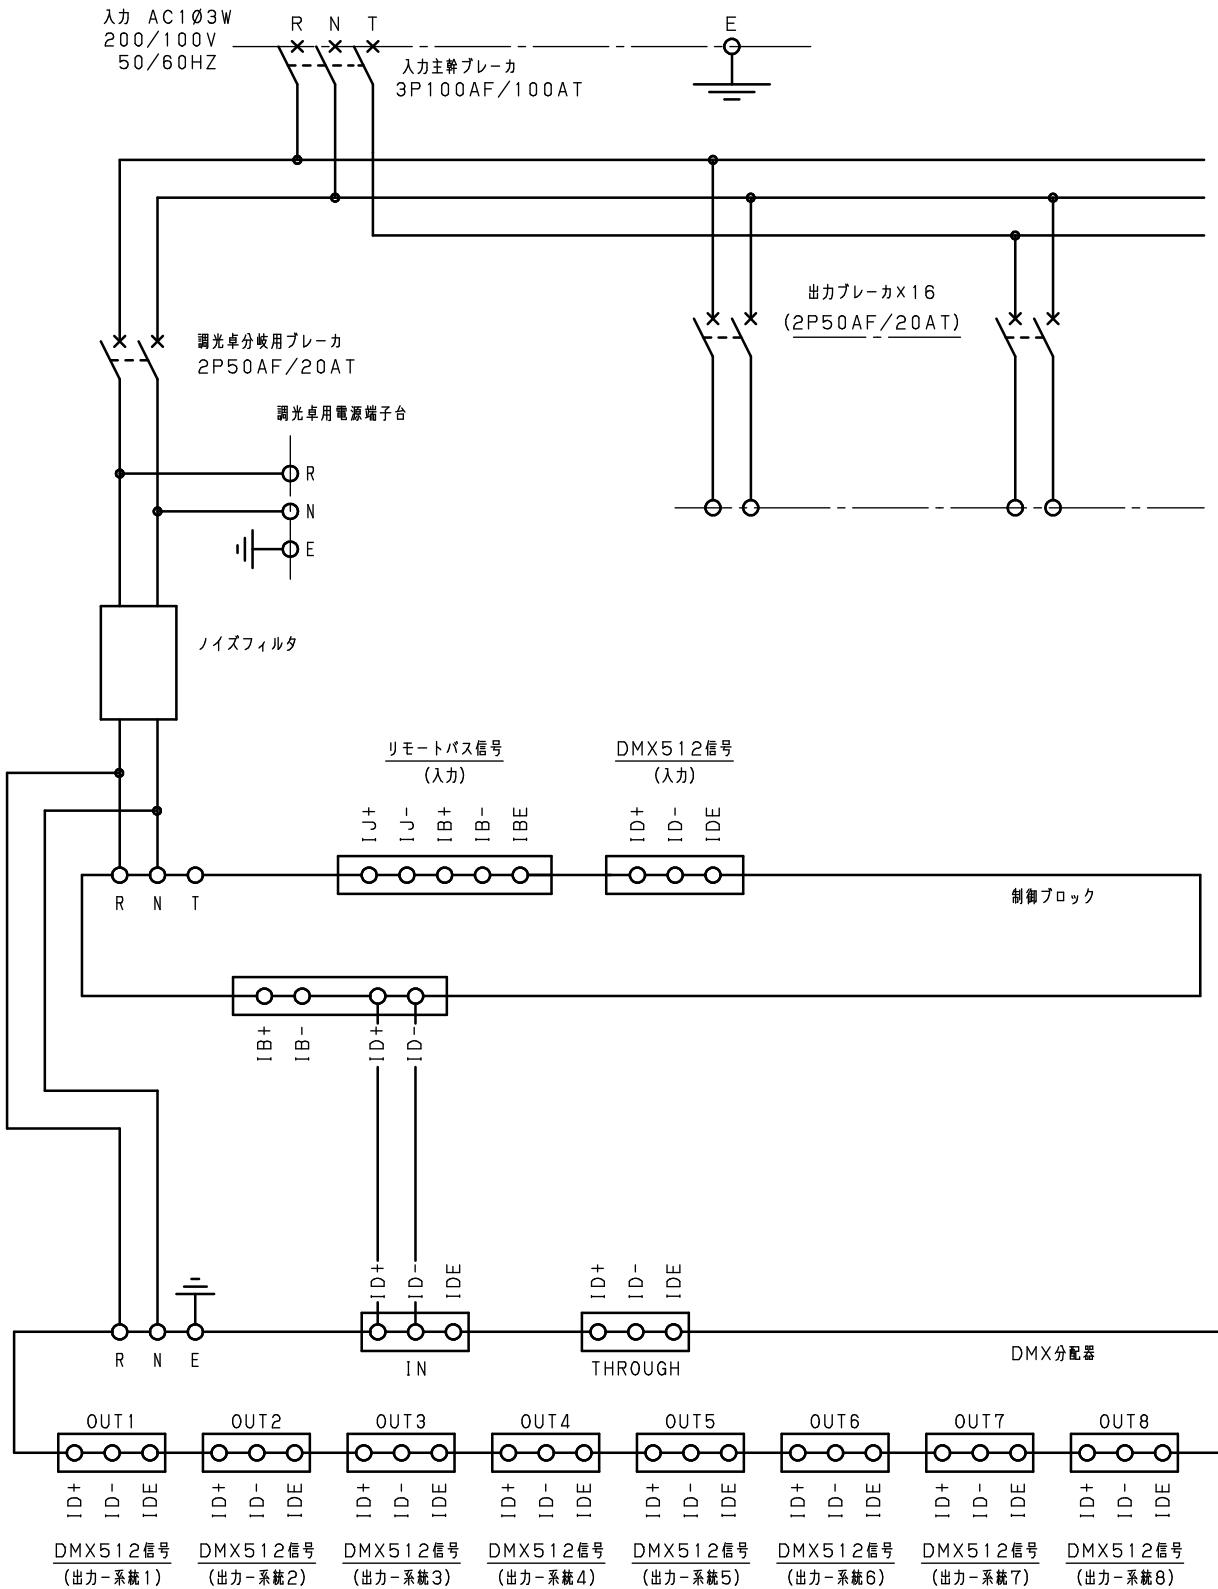 入力 AC1Ø3W
200/100V
50/60HZ
R N T
E
入力主幹ブレーカ
3P100AF/100AT
出力ブレーカ×16
(2P50AF/20AT)
調光卓分岐用ブレーカ
2P50AF/20AT
調光卓用電源端子台
R
N
E
ノイズフィルタ
リモートバス信号
(入力)
DMX512信号
(入力)
IJ+ IJ- IB+ IB- IBE
ID+ ID- IDE
R N T
制御ブロック
IB+ IB- ID+ ID-
ID+ ID- IDE
ID+ ID- IDE
R N E
IN
THROUGH
DMX分配器
OUT1 OUT2 OUT3 OUT4 OUT5 OUT6 OUT7 OUT8
ID+ ID- IDE ID+ ID- IDE ID+ ID- IDE ID+ ID- IDE ID+ ID- IDE ID+ ID- IDE ID+ ID- IDE ID+ ID- IDE
DMX512信号 DMX512信号 DMX512信号 DMX512信号 DMX512信号 DMX512信号 DMX512信号 DMX512信号
(出力-系統1) (出力-系統2) (出力-系統3) (出力-系統4) (出力-系統5) (出力-系統6) (出力-系統7) (出力-系統8)